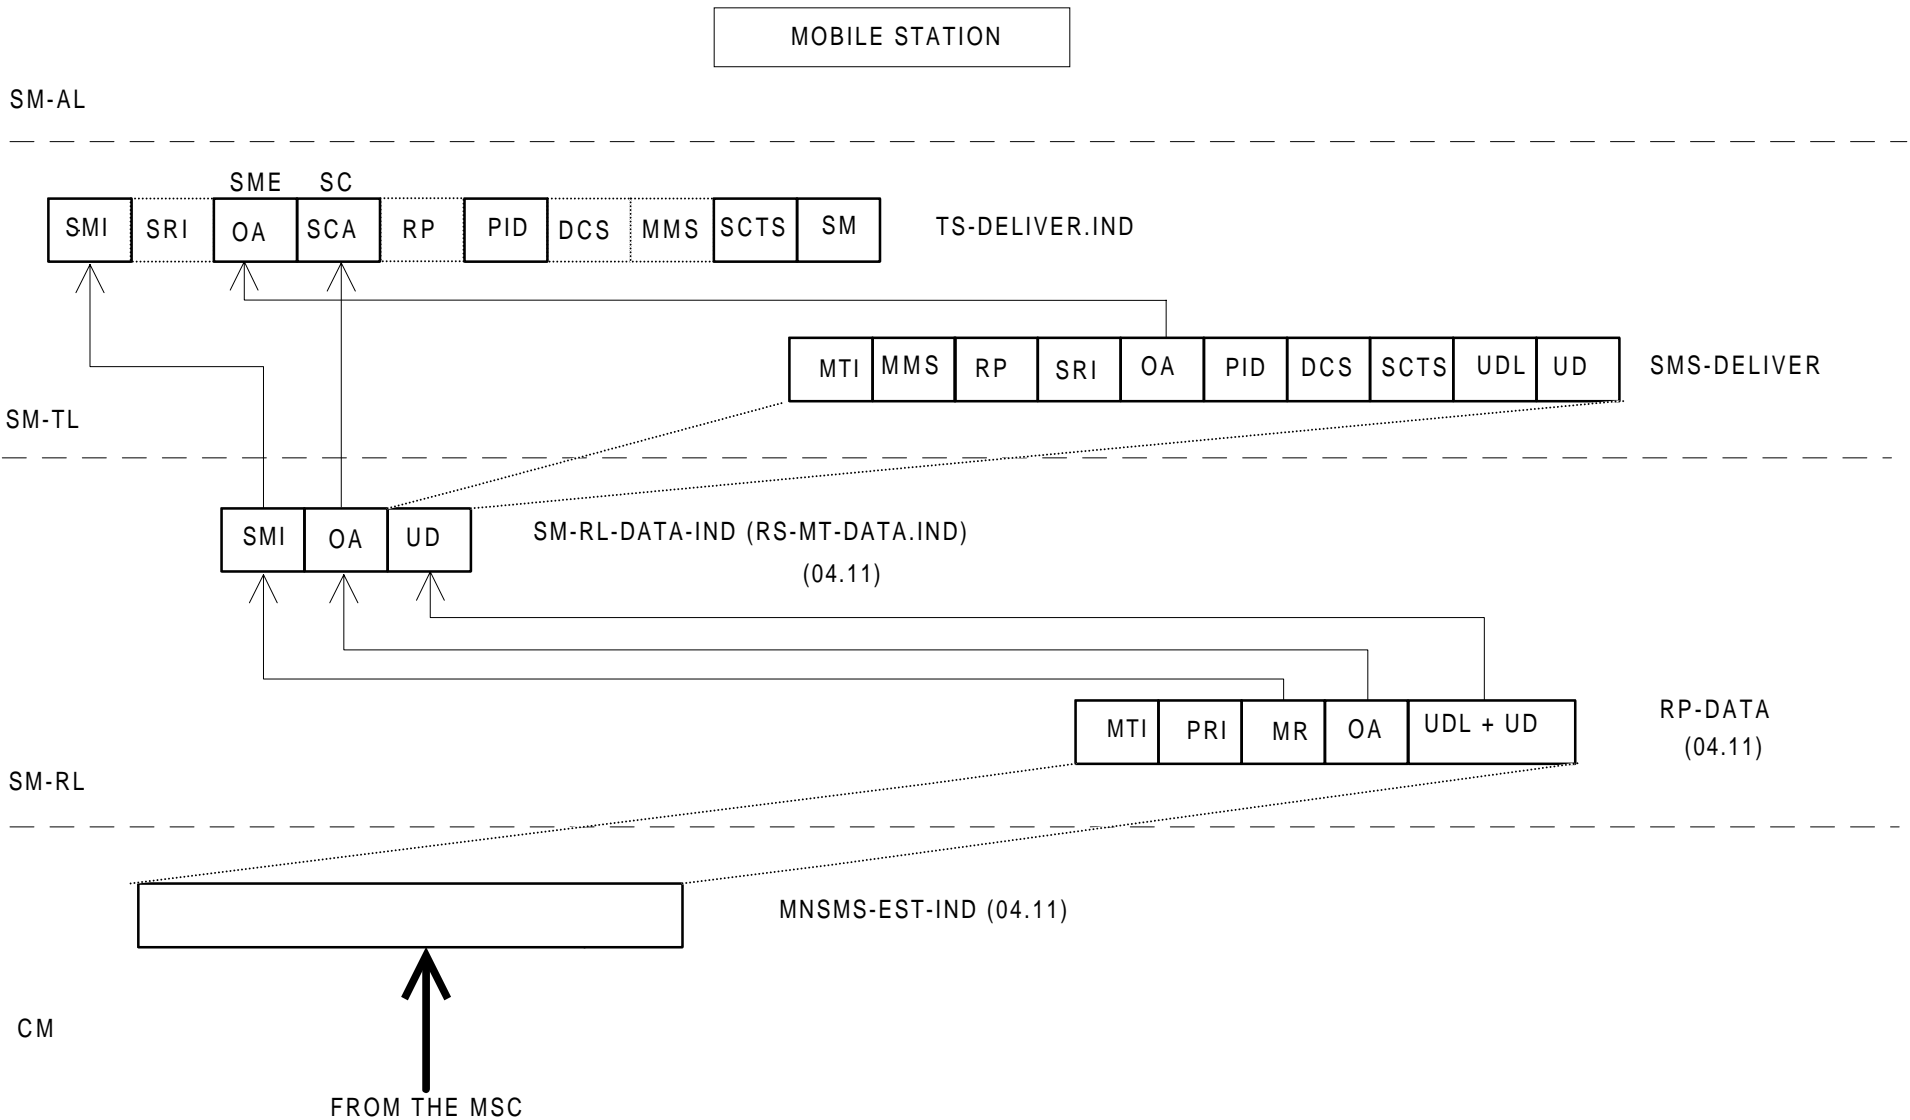 MOBILE STATION
SM-AL
SME SC
SMI SRI OA SCA RP PID DCS MMS SCTS SM TS-DELIVER.IND
MTI MMS RP SRI OA PID DCS SCTS UDL UD SMS-DELIVER
SM-TL
SMI OA UD SM-RL-DATA-IND (RS-MT-DATA.IND)
(04.11)
MTI PRI MR OA UDL + UD RP-DATA
(04.11)
SM-RL
MNSMS-EST-IND (04.11)
CM
FROM THE MSC